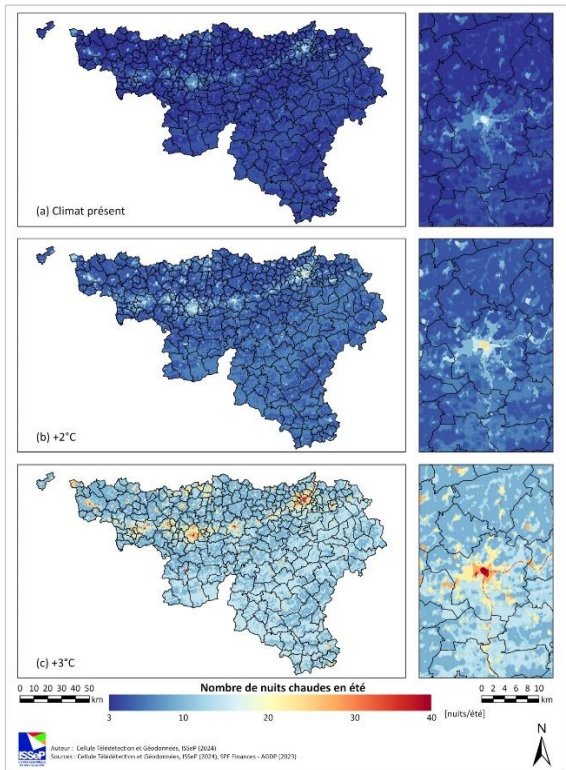 (a) Climat présent
(b) +2°C
(c) +3°C
0 10 20 30 40 50
km
Nombre de nuits chaudes en été
3 10 20 30 40 [nuits/été]
0 2 4 6 8 10
km
N
ISSeP
Auteur : Cellule Télédétection et Géodonnées, ISSeP (2024)
Sources : Cellule Télédétection et Géodonnées, ISSeP (2024), SPF Finances - AGDP (2023)